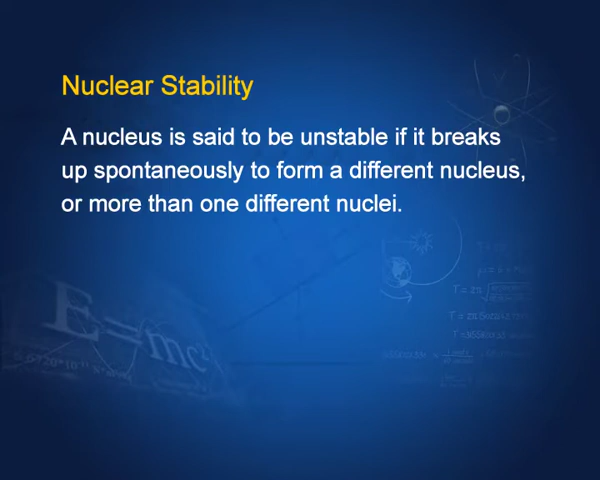 Nuclear Stability
A nucleus is said to be unstable if it breaks
up spontaneously to form a different nucleus,
or more than one different nuclei.
E=mc²